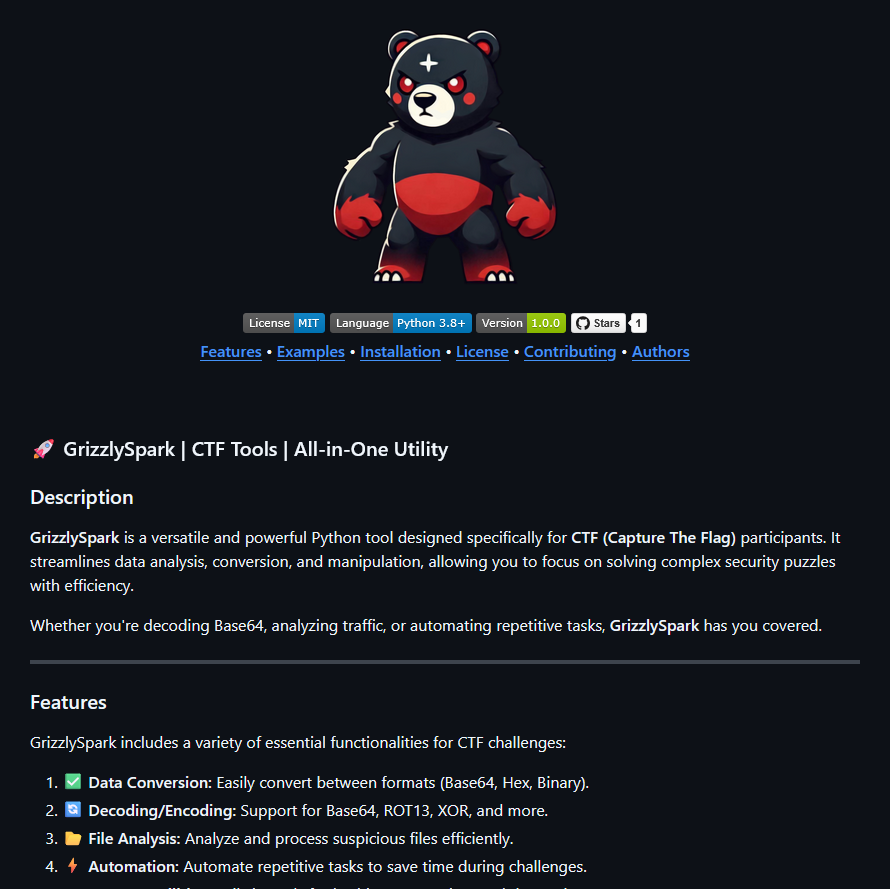 License MIT Language Python 3.8+ Version 1.0.0 Stars 1
Features • Examples • Installation • License • Contributing • Authors
🚀 GrizzlySpark | CTF Tools | All-in-One Utility
Description
GrizzlySpark is a versatile and powerful Python tool designed specifically for CTF (Capture The Flag) participants. It
streamlines data analysis, conversion, and manipulation, allowing you to focus on solving complex security puzzles
with efficiency.
Whether you're decoding Base64, analyzing traffic, or automating repetitive tasks, GrizzlySpark has you covered.
Features
GrizzlySpark includes a variety of essential functionalities for CTF challenges:
1. ✅ Data Conversion: Easily convert between formats (Base64, Hex, Binary).
2. 🔄 Decoding/Encoding: Support for Base64, ROT13, XOR, and more.
3. 📁 File Analysis: Analyze and process suspicious files efficiently.
4. ⚡ Automation: Automate repetitive tasks to save time during challenges.